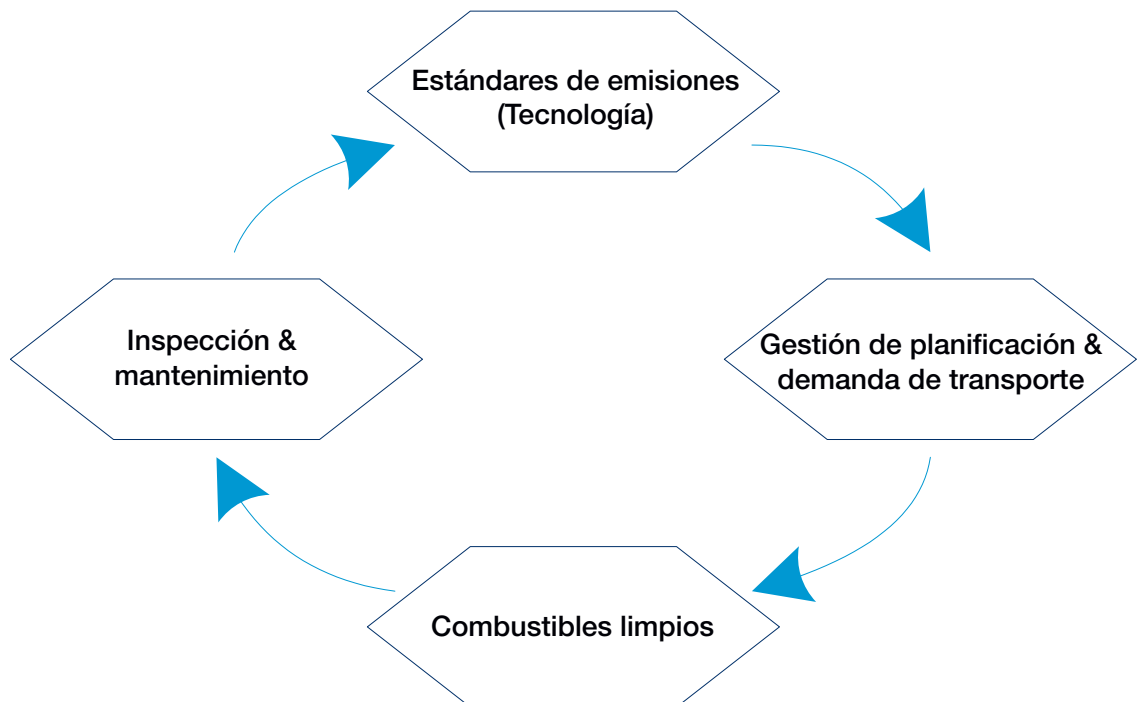 Estándares de emisiones
(Tecnología)
Inspección &
mantenimiento
Gestión de planificación &
demanda de transporte
Combustibles limpios